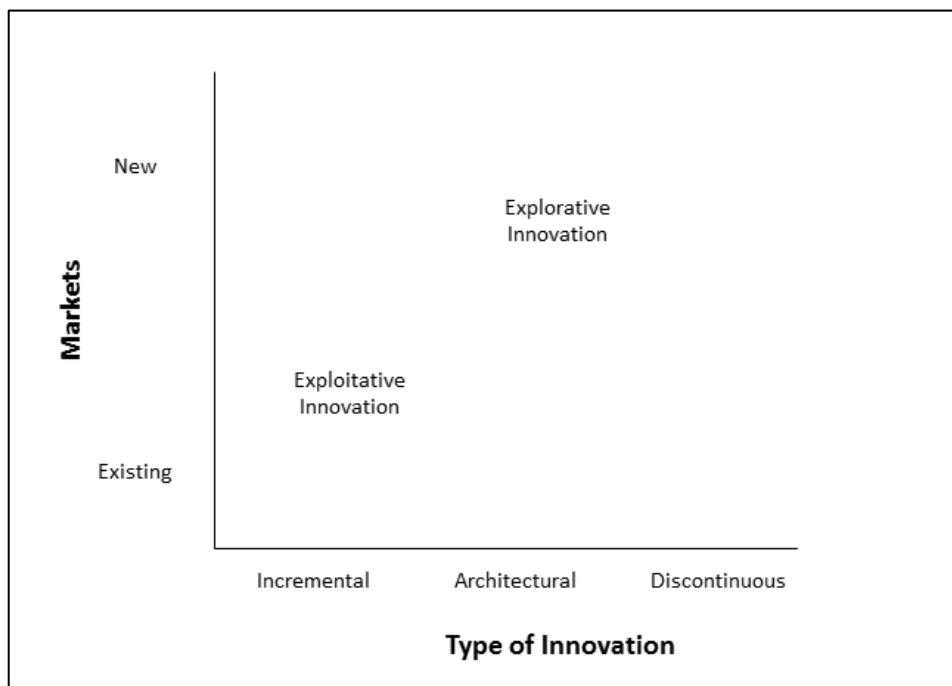 New
Explorative
Innovation
Markets
Exploitative
Innovation
Existing
Incremental
Architectural
Discontinuous
Type of Innovation